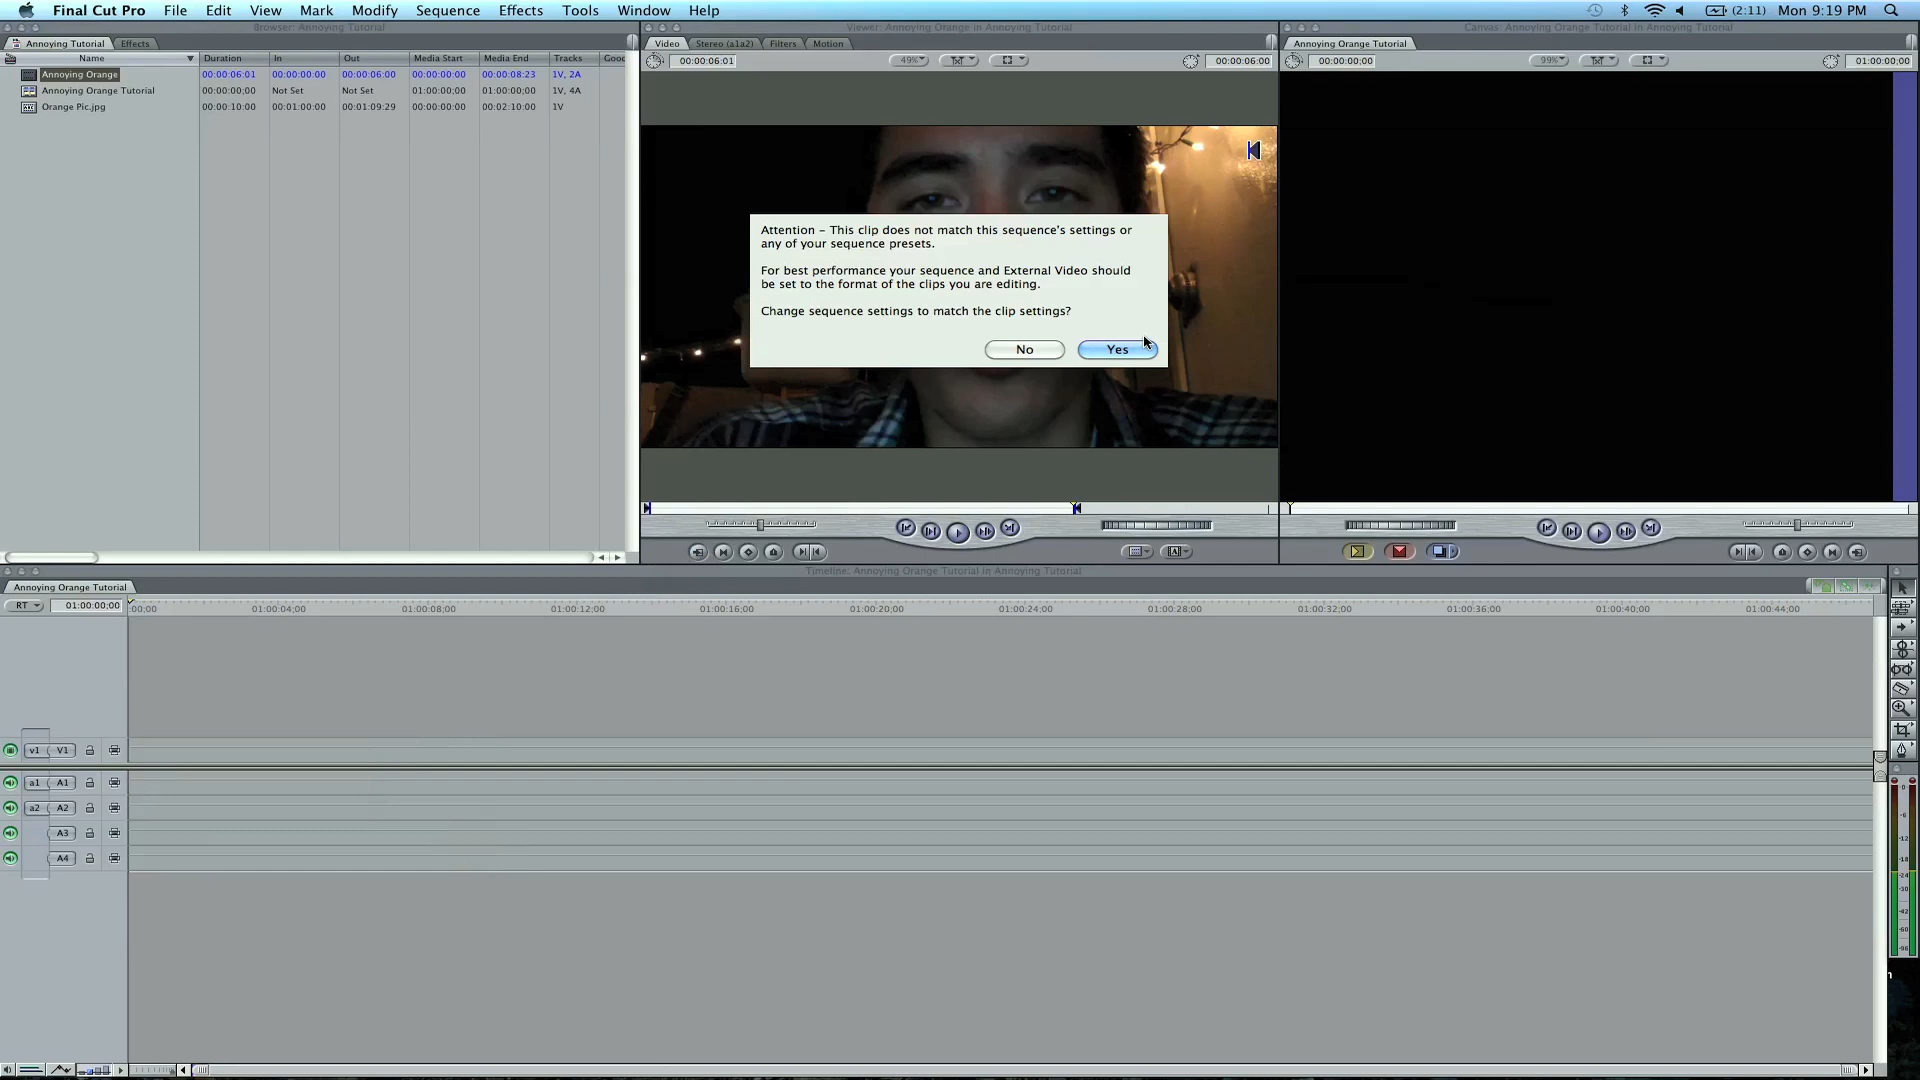 Final Cut Pro File Edit View Mark Modify Sequence Effects Tools Window Help (2:11) Mon 9:19 PM
Browser: Annoying Tutorial
Viewer: Annoying Orange in Annoying Tutorial
Canvas: Annoying Orange Tutorial in Annoying Tutorial
Annoying Tutorial Effects
Video Stereo (a1a2) Filters Motion
Annoying Orange Tutorial
Name Duration In Out Media Start Media End Tracks Good
00:00:06:01 49% 00:00:06:00
00:00:00;00 99% 01:00:00;00
Annoying Orange 00:00:06:01 00:00:00:00 00:00:06:00 00:00:00:00 00:00:08:23 1V, 2A
Annoying Orange Tutorial 00:00:00;00 Not Set Not Set 01:00:00;00 01:00:00;00 1V, 4A
Orange Pic.jpg 00:00:10:00 00:01:00:00 00:01:09:29 00:00:00:00 00:02:10:00 1V
Attention – This clip does not match this sequence's settings or
any of your sequence presets.
For best performance your sequence and External Video should
be set to the format of the clips you are editing.
Change sequence settings to match the clip settings?
No Yes
Timeline: Annoying Orange Tutorial in Annoying Tutorial
Annoying Orange Tutorial
RT 01:00:00;00 :00;00 01:00:04;00 01:00:08;00 01:00:12;00 01:00:16;00 01:00:20;00 01:00:24;00 01:00:28;00 01:00:32;00 01:00:36;00 01:00:40;00 01:00:44;00
v1 V1
a1 A1
a2 A2
A3
A4
0
-6
-12
-18
-24
-30
-42
-60
-96